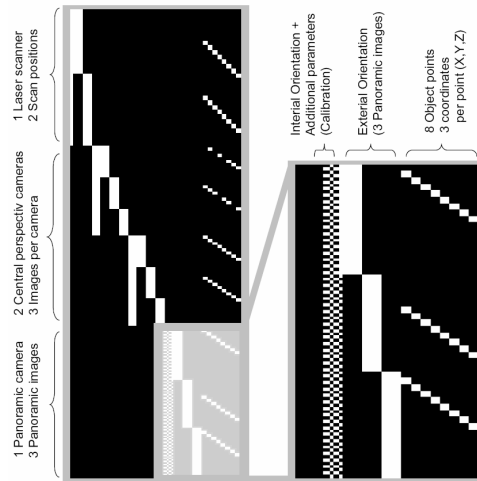 1 Laser scanner
2 Scan positions
2 Central perspectiv cameras
3 Images per camera
1 Panoramic camera
3 Panoramic images
Interial Orientation +
Additional parameters
(Calibration)
Exterial Orientation
(3 Panoramic images)
8 Object points
3 coordinates
per point (X,Y,Z)